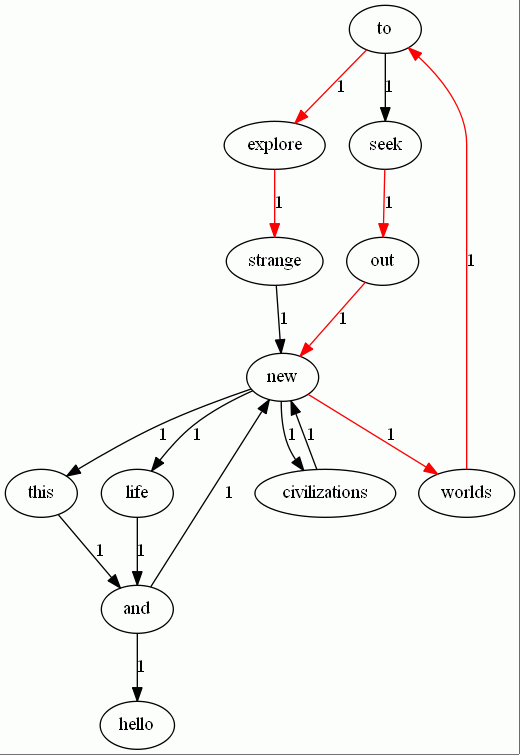 to
1 1
explore seek
1 1
strange out
1 1
new
1 1 1 1 1 1
this life civilizations worlds
1 1 1
and
1
hello